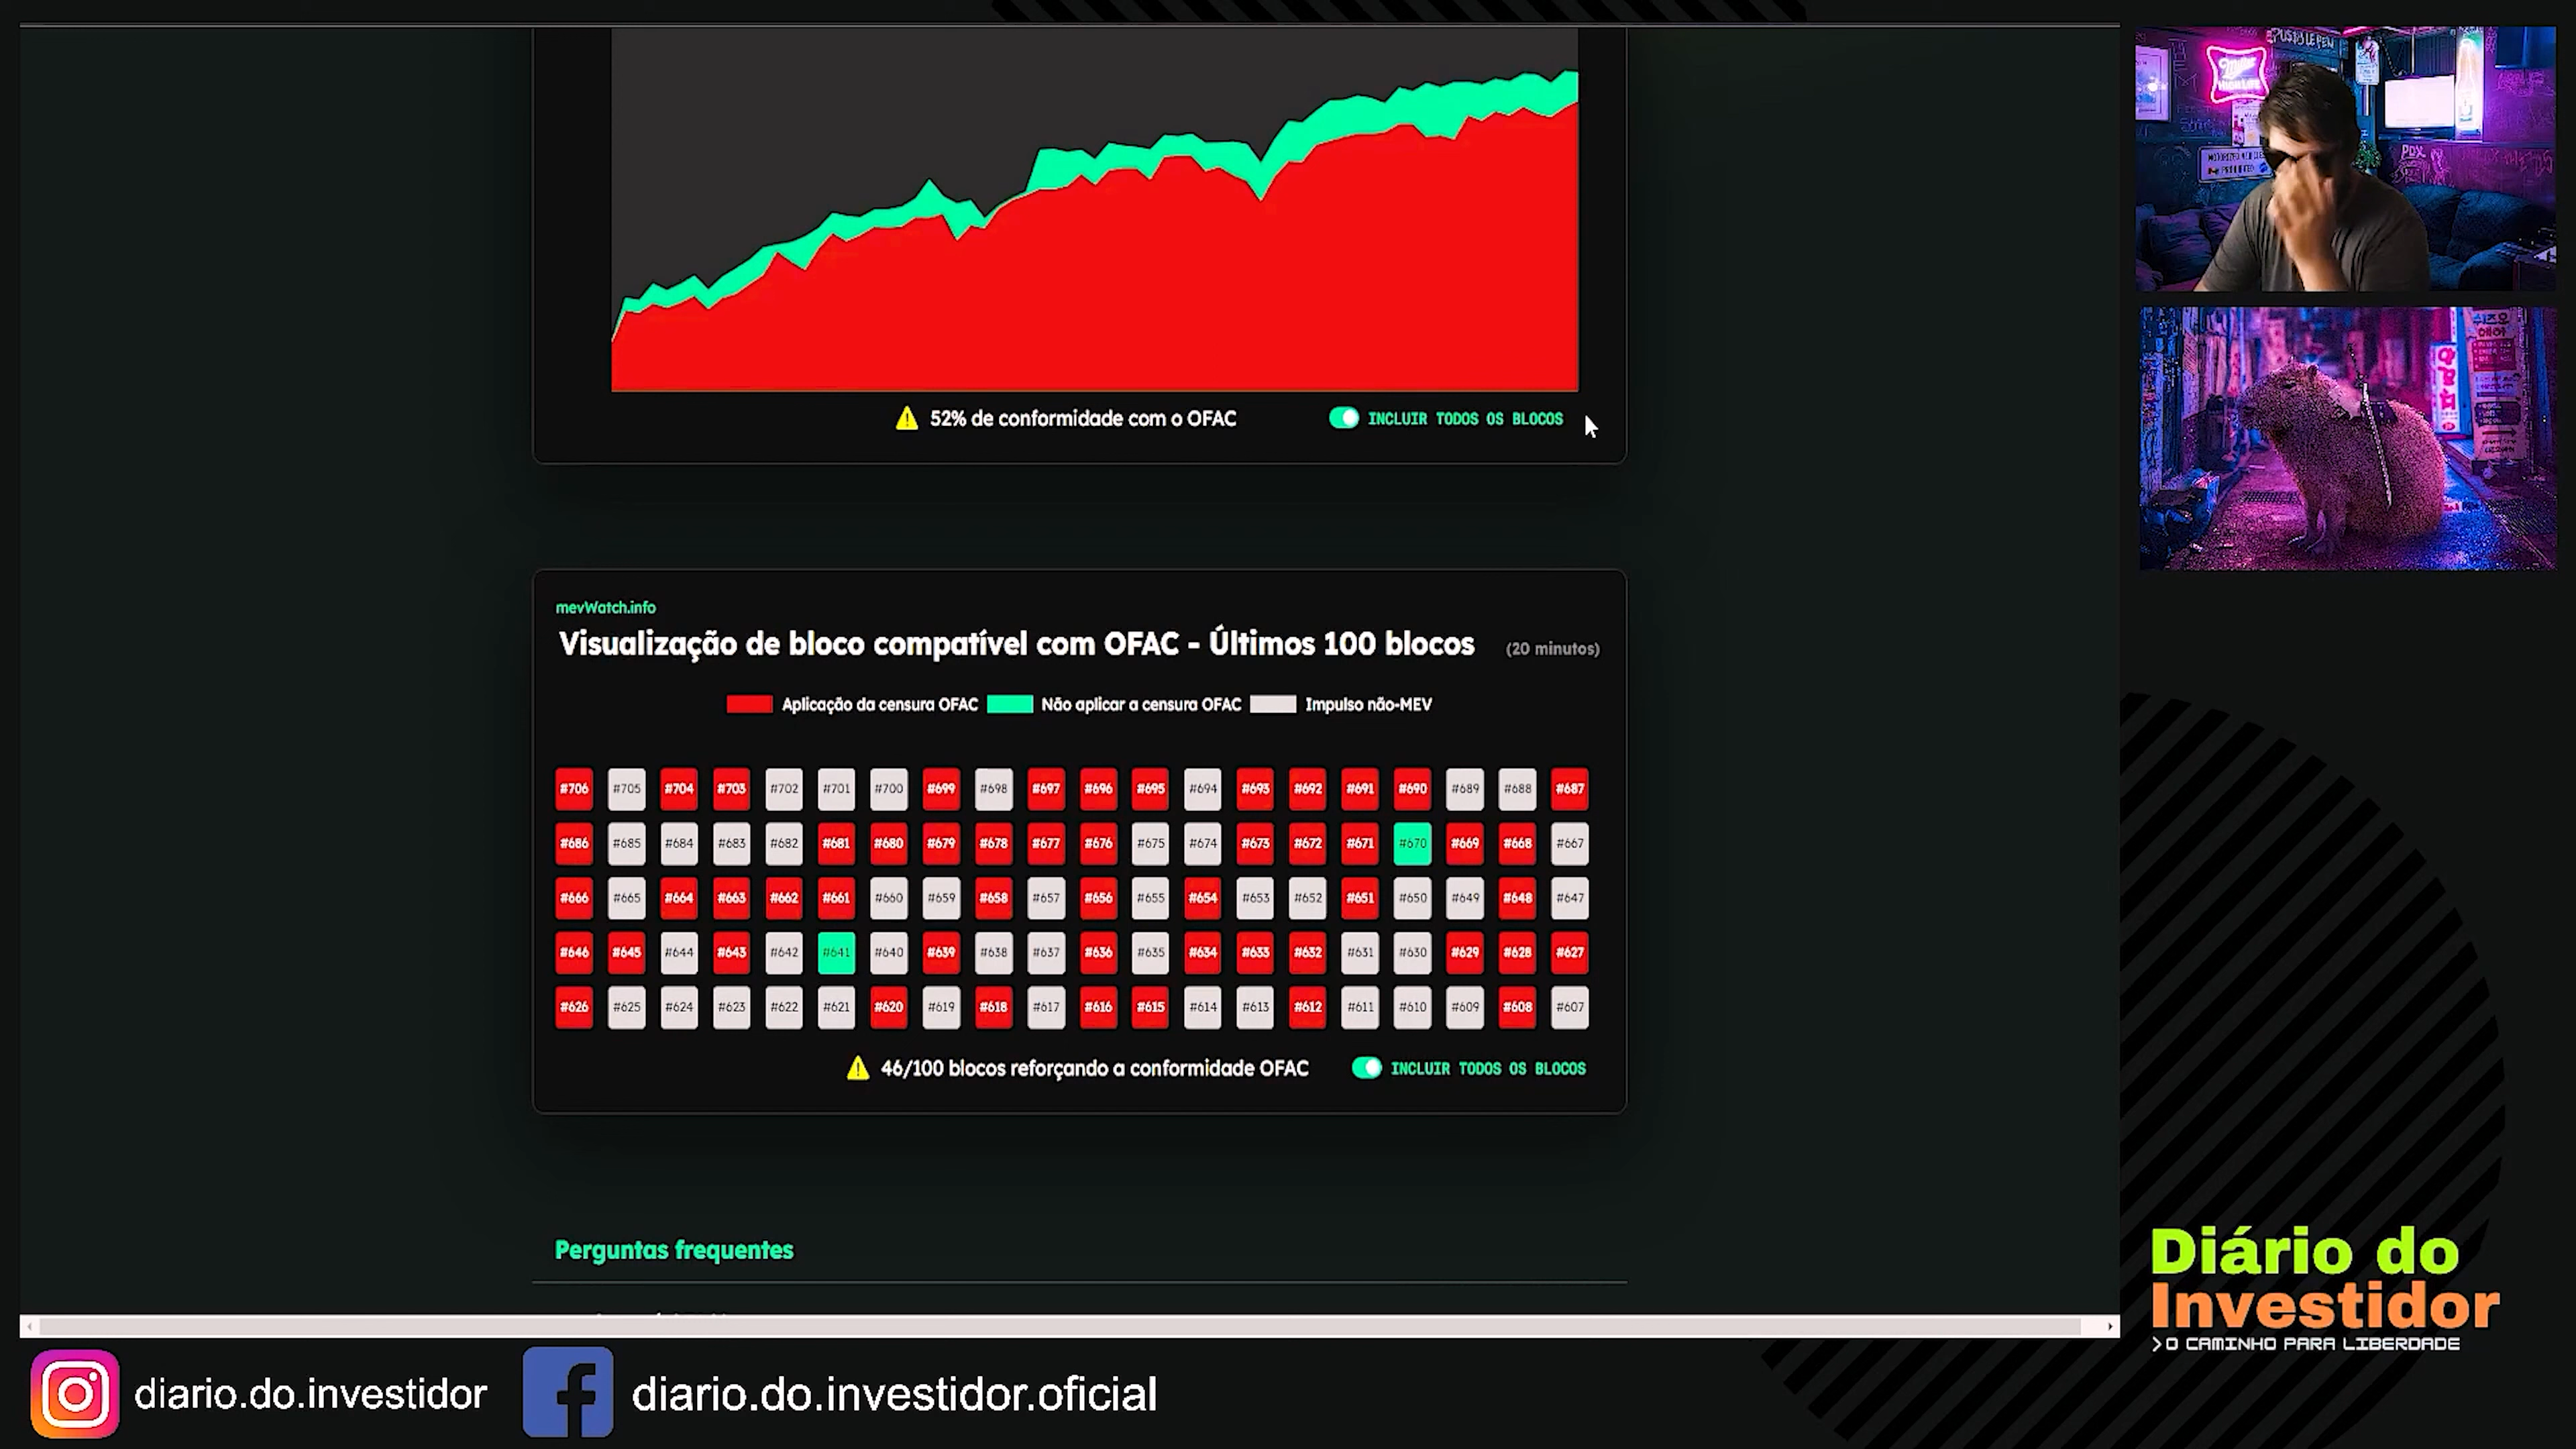 52% de conformidade com o OFAC
INCLUIR TODOS OS BLOCOS
mevWatch.info
Visualização de bloco compatível com OFAC - Últimos 100 blocos (20 minutos)
Aplicação da censura OFAC Não aplicar a censura OFAC Impulso não-MEV
#706 #705 #704 #703 #702 #701 #700 #699 #698 #697 #696 #695 #694 #693 #692 #691 #690 #689 #688 #687
#686 #685 #684 #683 #682 #681 #680 #679 #678 #677 #676 #675 #674 #673 #672 #671 #670 #669 #668 #667
#666 #665 #664 #663 #662 #661 #660 #659 #658 #657 #656 #655 #654 #653 #652 #651 #650 #649 #648 #647
#646 #645 #644 #643 #642 #641 #640 #639 #638 #637 #636 #635 #634 #633 #632 #631 #630 #629 #628 #627
#626 #625 #624 #623 #622 #621 #620 #619 #618 #617 #616 #615 #614 #613 #612 #611 #610 #609 #608 #607
46/100 blocos reforçando a conformidade OFAC
INCLUIR TODOS OS BLOCOS
Perguntas frequentes
Diário do
Investidor
>O CAMINHO PARA LIBERDADE
diario.do.investidor
diario.do.investidor.oficial